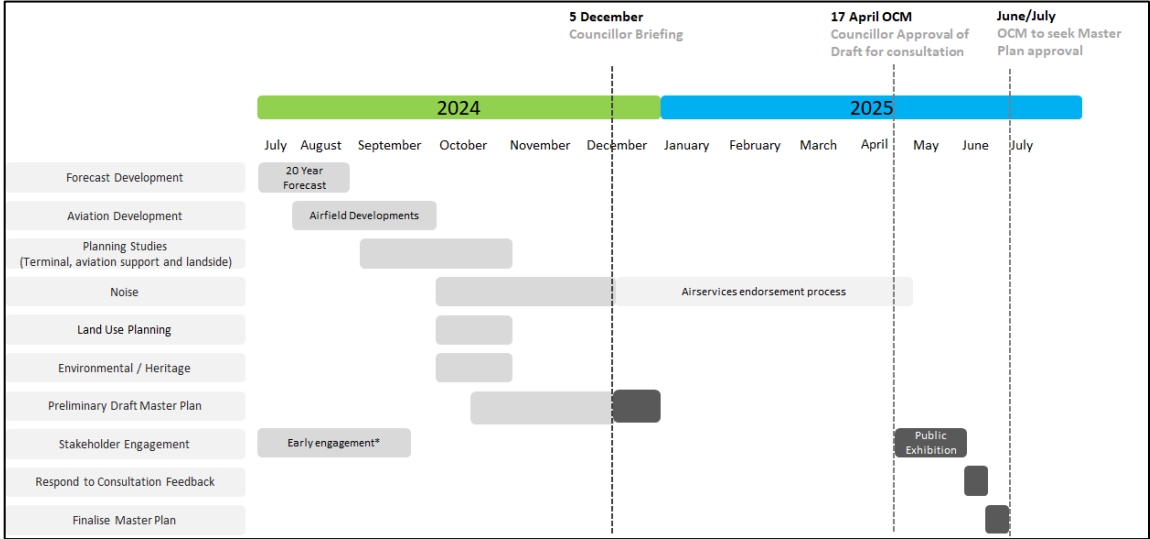 5 December
Councillor Briefing
17 April OCM
Councillor Approval of
Draft for consultation
June/July
OCM to seek Master
Plan approval
2024
2025
July August September October November December January February March April May June July
Forecast Development
20 Year
Forecast
Aviation Development
Airfield Developments
Planning Studies
(Terminal, aviation support and landside)
Noise
Airservices endorsement process
Land Use Planning
Environmental / Heritage
Preliminary Draft Master Plan
Stakeholder Engagement
Early engagement*
Public
Exhibition
Respond to Consultation Feedback
Finalise Master Plan